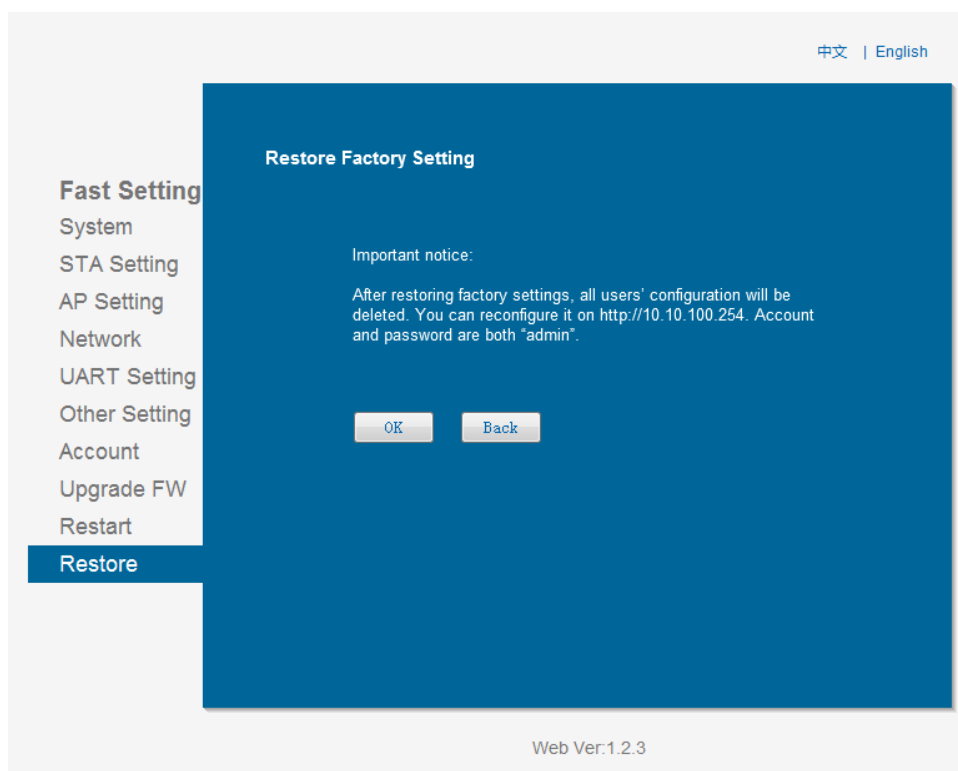 中文 | English
Restore Factory Setting
Fast Setting
System
STA Setting
AP Setting
Network
UART Setting
Other Setting
Account
Upgrade FW
Restart
Restore
Important notice:
After restoring factory settings, all users’ configuration will be
deleted. You can reconfigure it on http://10.10.100.254. Account
and password are both “admin”.
OK Back
Web Ver:1.2.3